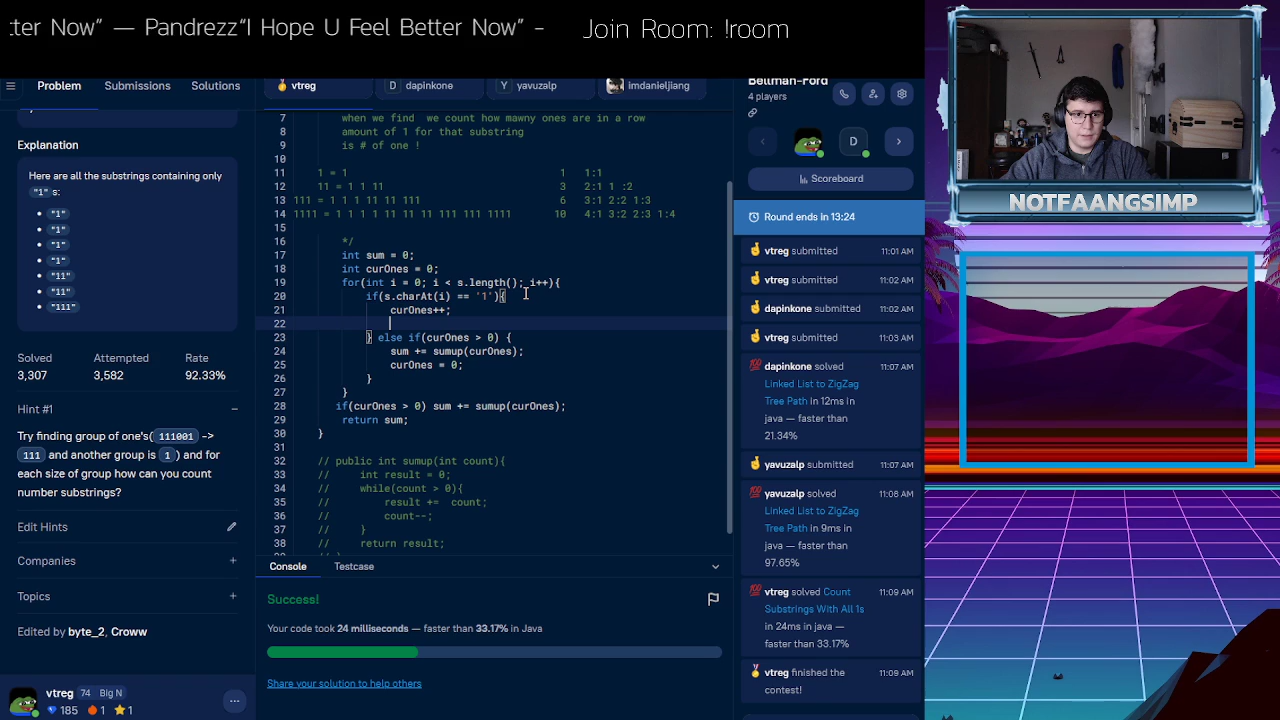 ter Now” — Pandrezz“I Hope U Feel Better Now” -
Join Room: !room
Problem
Submissions
Solutions
Explanation
Here are all the substrings containing only
"1" s:
"1"
"1"
"1"
"1"
"11"
"11"
"111"
Solved
Attempted
Rate
3,307
3,582
92.33%
Hint #1
Try finding group of one's( 111001 ->
111 and another group is 1 ) and for
each size of group how can you count
number substrings?
Edit Hints
Companies
Topics
Edited by byte_2, Croww
vtreg 74 Big N
185 1 1
vtreg
D dapinkone
Y yavuzalp
imdanieljiang
7 when we find we count how mawny ones are in a row
8 amount of 1 for that substring
9 is # of one !
10
11 1 = 1 1 1:1
12 11 = 1 1 11 3 2:1 1 :2
13 111 = 1 1 1 11 11 111 6 3:1 2:2 1:3
14 1111 = 1 1 1 1 11 11 11 111 111 1111 10 4:1 3:2 2:3 1:4
15
16 */
17 int sum = 0;
18 int curOnes = 0;
19 for(int i = 0; i < s.length(); i++){
20 if(s.charAt(i) == '1'){
21 curOnes++;
22
23 } else if(curOnes > 0) {
24 sum += sumup(curOnes);
25 curOnes = 0;
26 }
27 }
28 if(curOnes > 0) sum += sumup(curOnes);
29 return sum;
30 }
31
32 // public int sumup(int count){
33 // int result = 0;
34 // while(count > 0){
35 // result += count;
36 // count--;
37 // }
38 // return result;
Console
Testcase
Success!
Your code took 24 milliseconds — faster than 33.17% in Java
Share your solution to help others
Bellman-Ford
4 players
D
Scoreboard
Round ends in 13:24
vtreg submitted 11:01 AM
vtreg submitted 11:02 AM
dapinkone submitted 11:02 AM
vtreg submitted 11:03 AM
dapinkone solved 11:07 AM
Linked List to ZigZag
Tree Path in 12ms in
java — faster than
21.34%
yavuzalp submitted 11:07 AM
yavuzalp solved 11:08 AM
Linked List to ZigZag
Tree Path in 9ms in
java — faster than
97.65%
vtreg solved Count 11:09 AM
Substrings With All 1s
in 24ms in java —
faster than 33.17%
vtreg finished the 11:09 AM
contest!
NOTFAANGSIMP